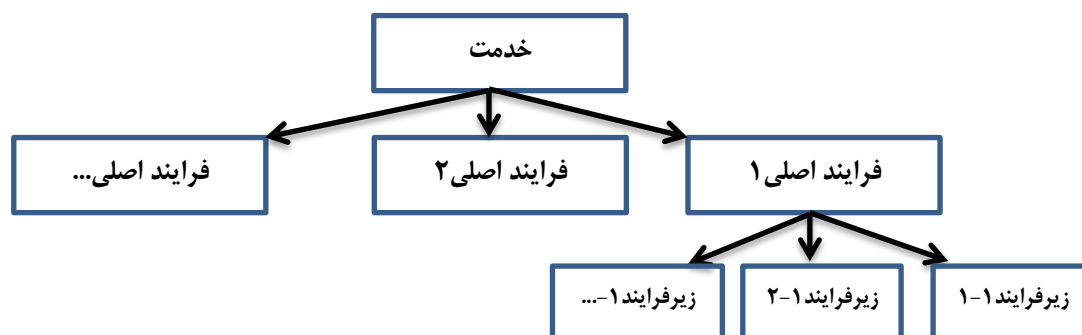 خدمت
فرایند اصلی۱
فرایند اصلی۲
فرایند اصلی...
زیرفرایند۱-۱
زیرفرایند۱-۲
زیرفرایند۱-...